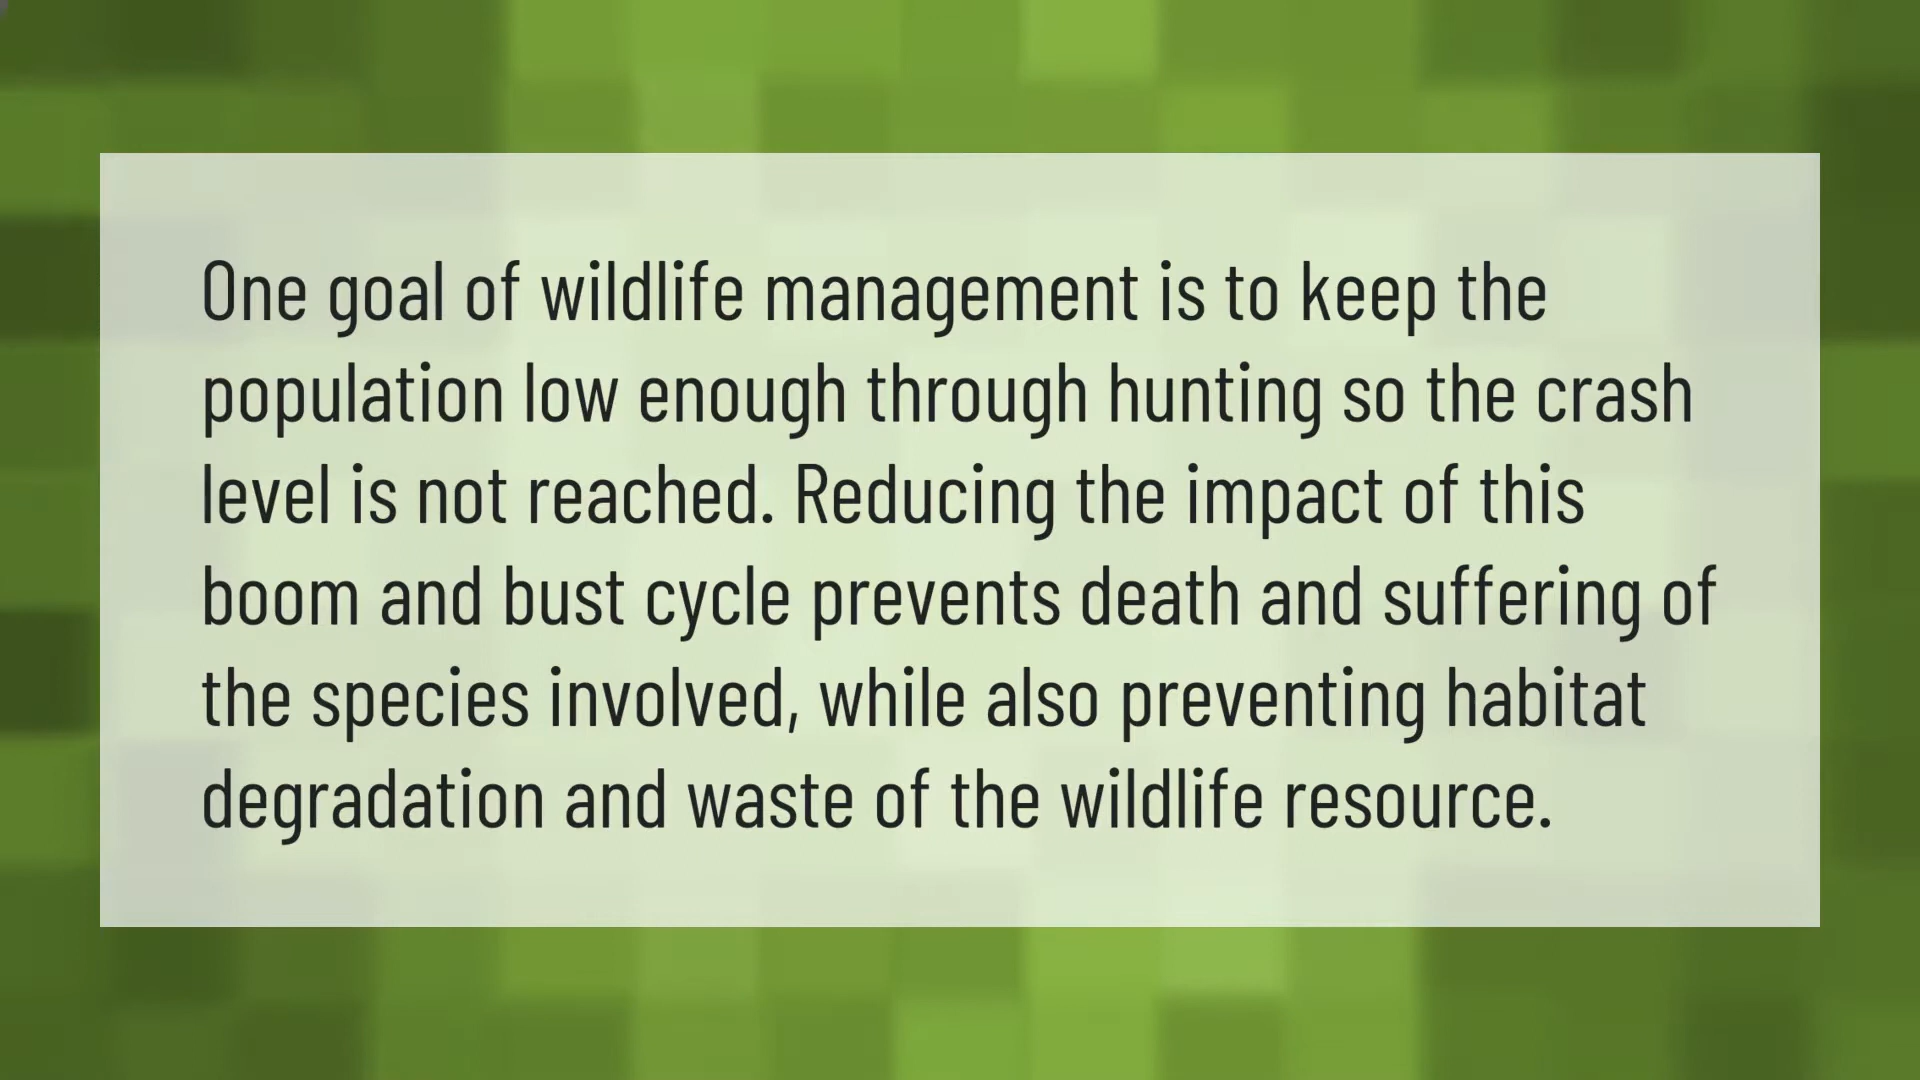 One goal of wildlife management is to keep the
population low enough through hunting so the crash
level is not reached. Reducing the impact of this
boom and bust cycle prevents death and suffering of
the species involved, while also preventing habitat
degradation and waste of the wildlife resource.